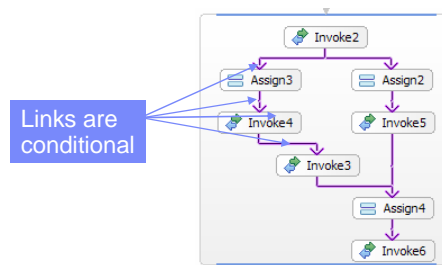 Invoke2
Assign3
Assign2
Links are
conditional
Invoke4
Invoke5
Invoke3
Assign4
Invoke6